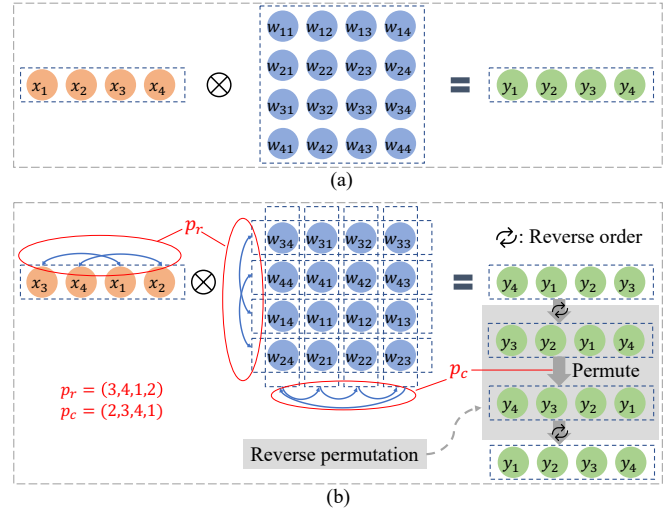 w₁₁ w₁₂ w₁₃ w₁₄
x₁ x₂ x₃ x₄ ⊗ w₂₁ w₂₂ w₂₃ w₂₄ = y₁ y₂ y₃ y₄
w₃₁ w₃₂ w₃₃ w₃₄
w₄₁ w₄₂ w₄₃ w₄₄
(a)
pᵣ
w₃₄ w₃₁ w₃₂ w₃₃
: Reverse order
x₃ x₄ x₁ x₂ ⊗ w₄₄ w₄₁ w₄₂ w₄₃ = y₄ y₁ y₂ y₃
w₁₄ w₁₁ w₁₂ w₁₃
y₃ y₂ y₁ y₄
w₂₄ w₂₁ w₂₂ w₂₃
p_c
Permute
pᵣ = (3,4,1,2)
p_c = (2,3,4,1)
y₄ y₃ y₂ y₁
Reverse permutation
y₁ y₂ y₃ y₄
(b)